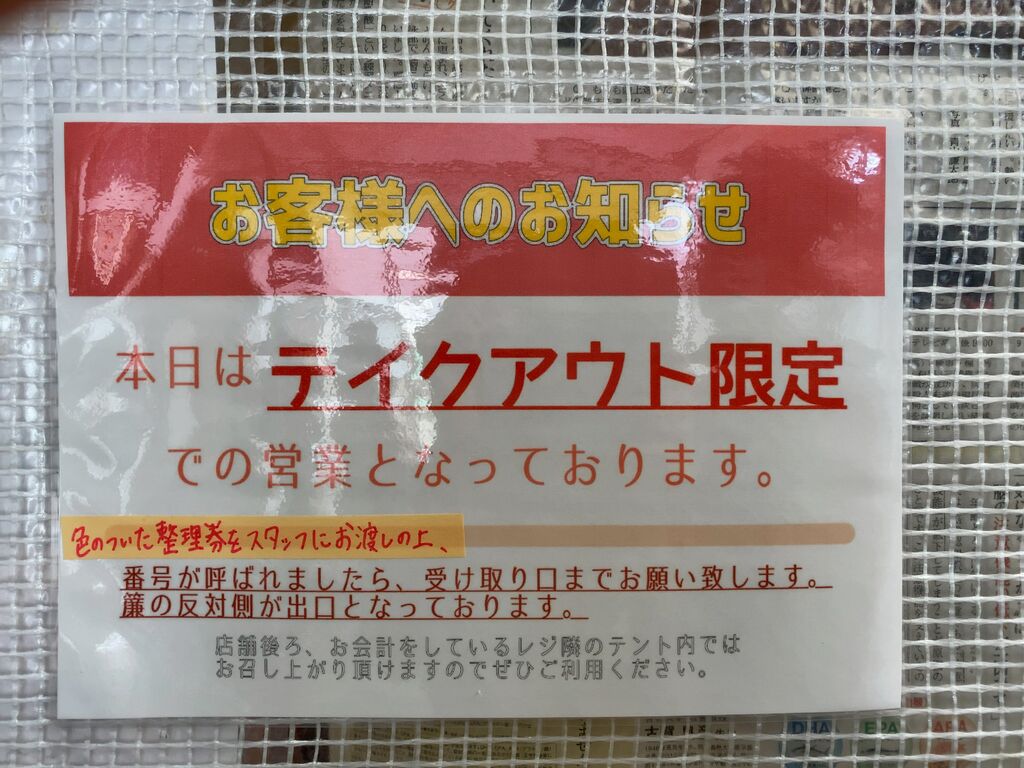 お客様へのお知らせ
本日はテイクアウト限定
での営業となっております。
色のついた整理券をスタッフにお渡しの上、
番号が呼ばれましたら、受け取り口までお願い致します。
簾の反対側が出口となっております。
店舗後ろ、お会計をしているレジ隣のテント内では
お召し上がり頂けますのでぜひご利用ください。
DHA
EPA